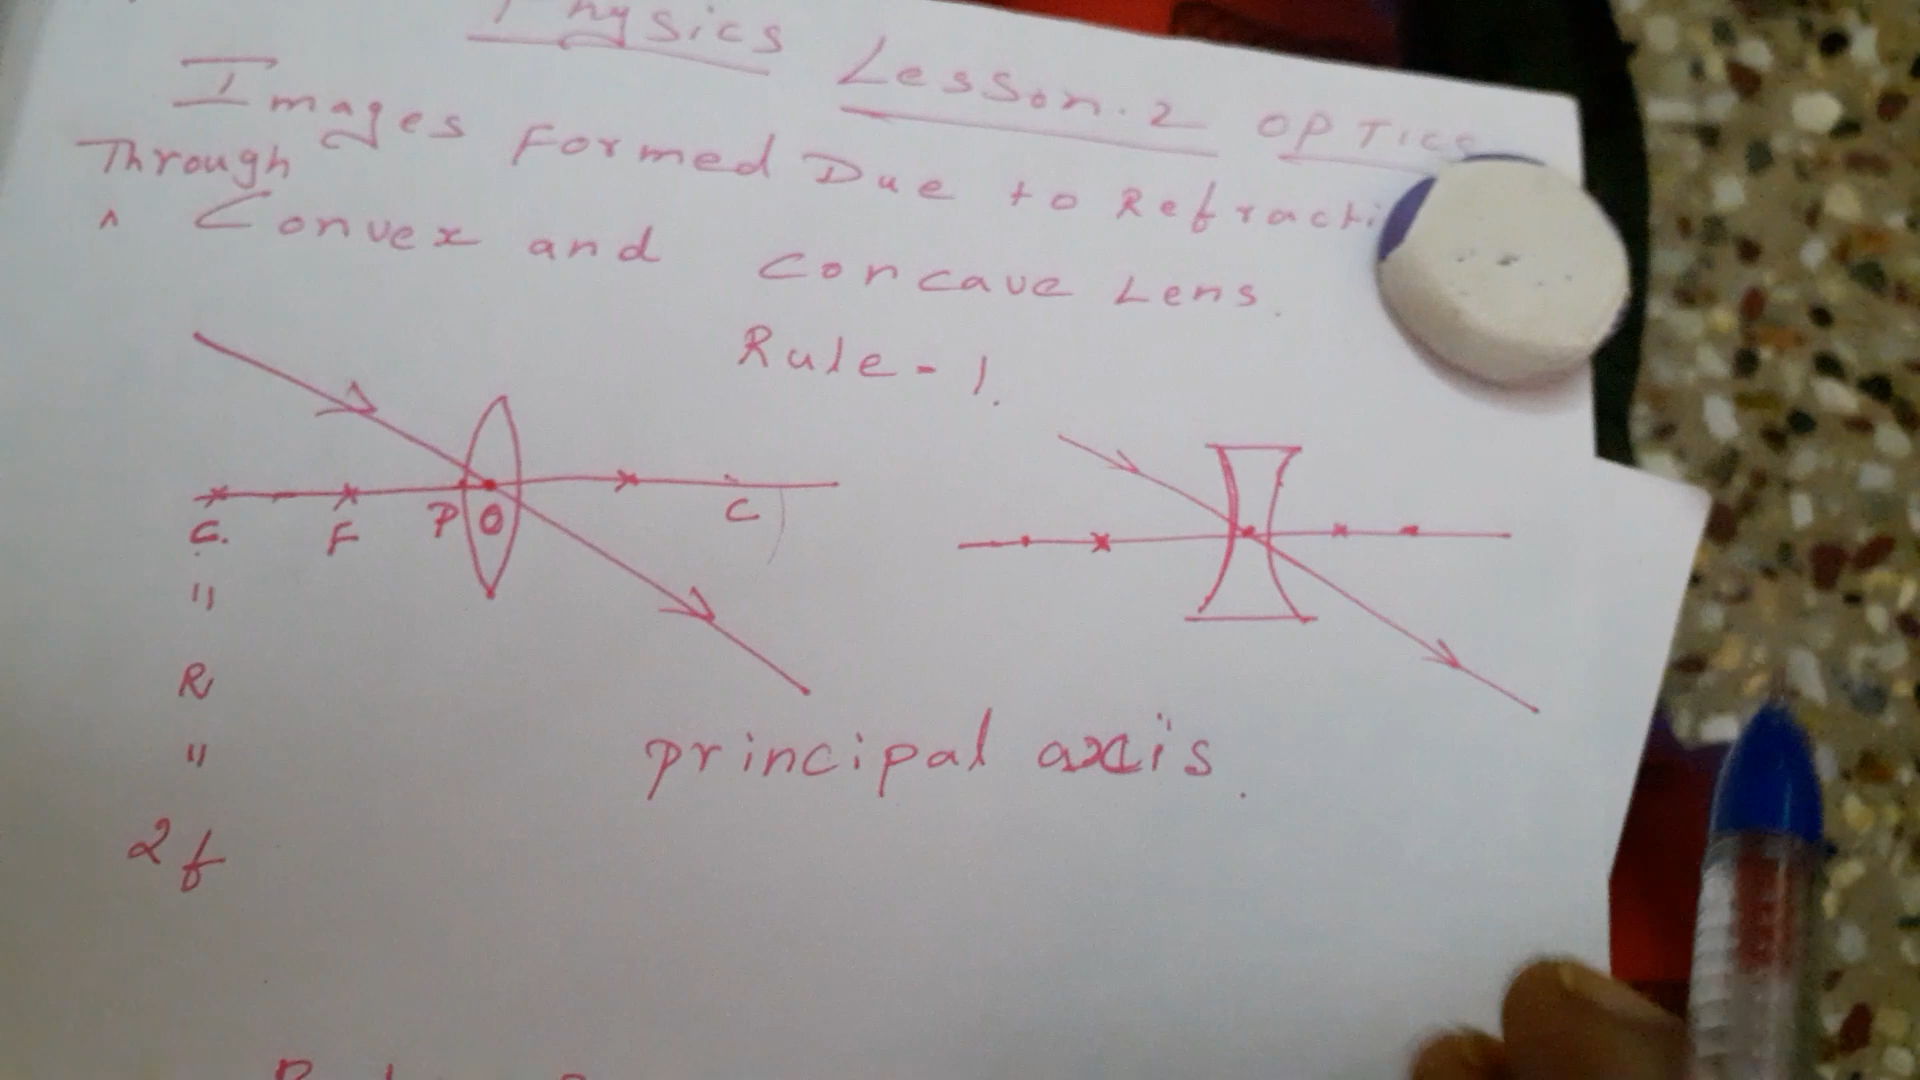 Physics Lesson.2 OPTICS
Images Formed Due to Refracti
Through
^ Convex and Concave Lens.
Rule - 1.
C. F P O C
"
R
"
principal axis.
2f